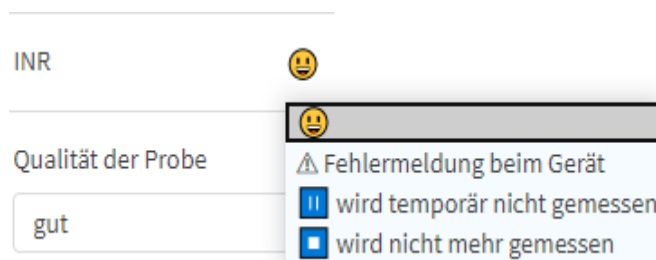 INR 😃
😃
Qualität der Probe
⚠ Fehlermeldung beim Gerät
⏸ wird temporär nicht gemessen
gut
⏹ wird nicht mehr gemessen